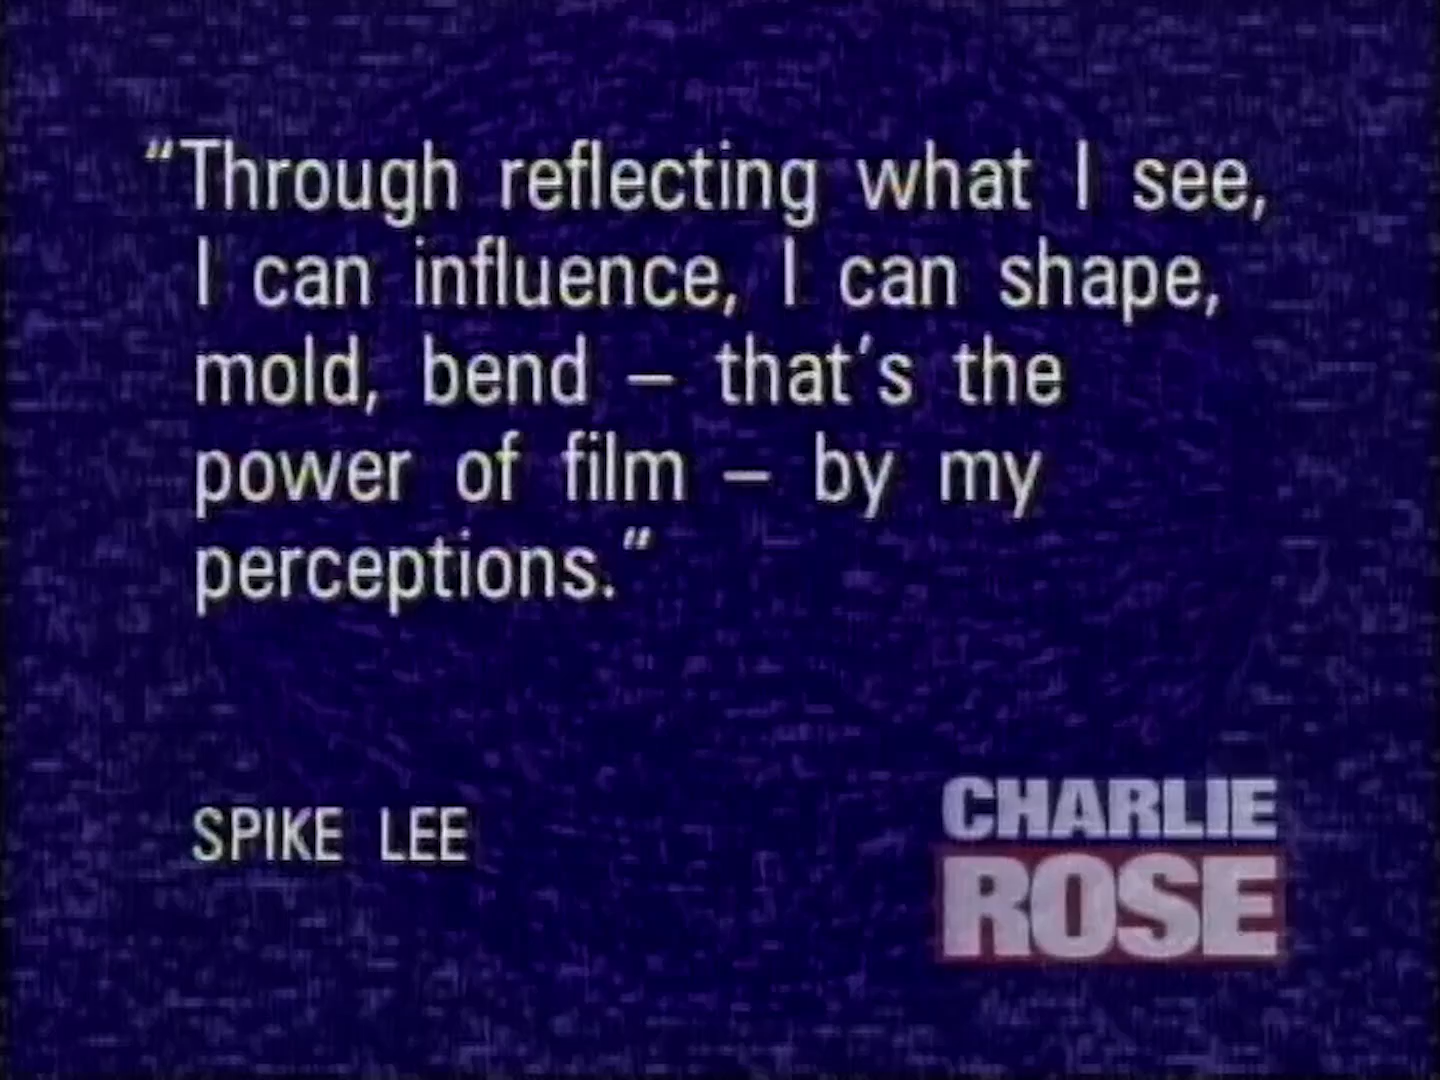 “Through reflecting what I see,
I can influence, I can shape,
mold, bend – that's the
power of film – by my
perceptions.”
SPIKE LEE
CHARLIE
ROSE